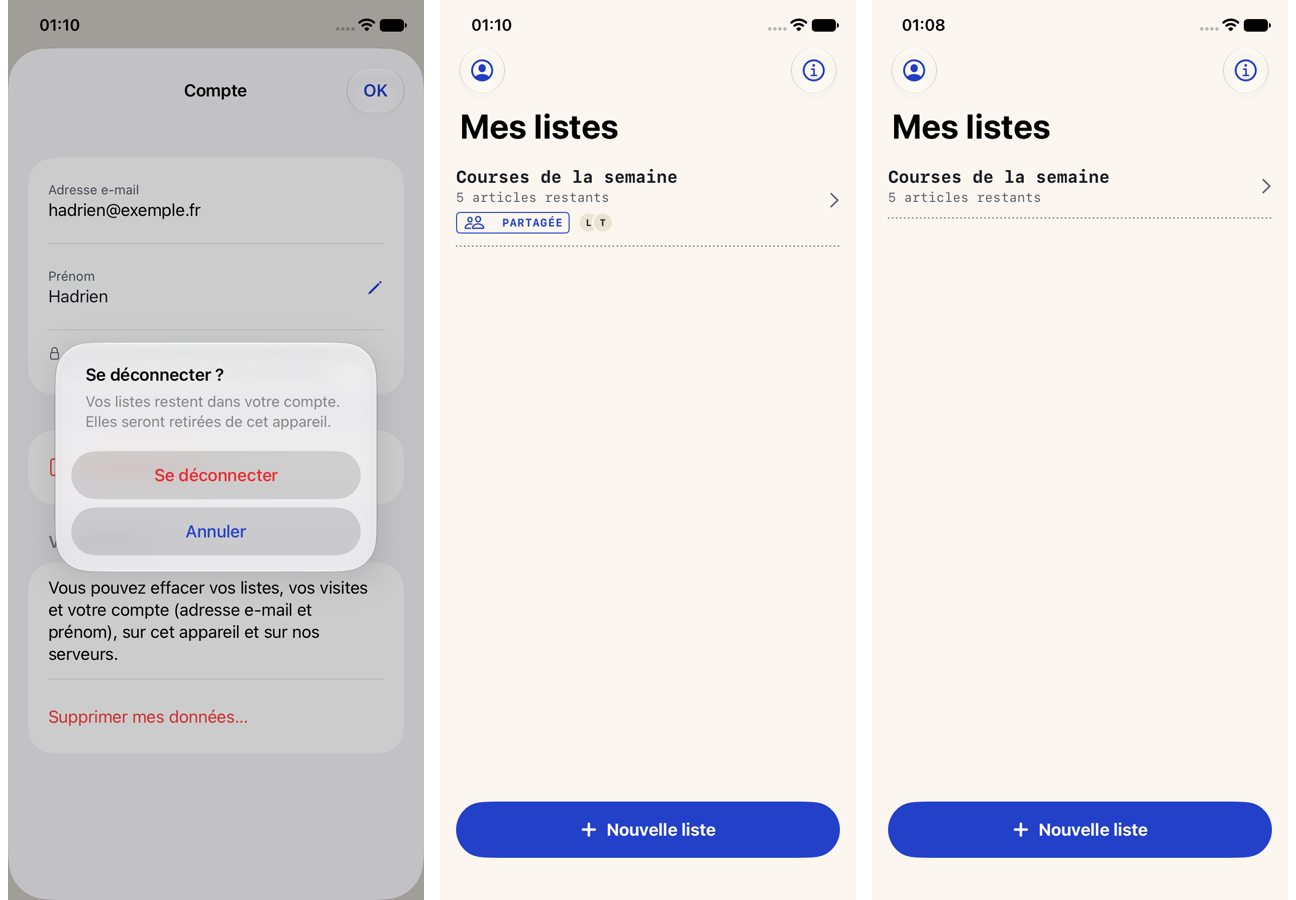 01:10
Compte
OK
Adresse e-mail
hadrien@exemple.fr
Prénom
Hadrien
Se déconnecter ?
Vos listes restent dans votre compte.
Elles seront retirées de cet appareil.
Se déconnecter
Annuler
V
Vous pouvez effacer vos listes, vos visites
et votre compte (adresse e-mail et
prénom), sur cet appareil et sur nos
serveurs.
Supprimer mes données...
01:10
Mes listes
Courses de la semaine
5 articles restants
PARTAGÉE
L T
+ Nouvelle liste
01:08
Mes listes
Courses de la semaine
5 articles restants
+ Nouvelle liste